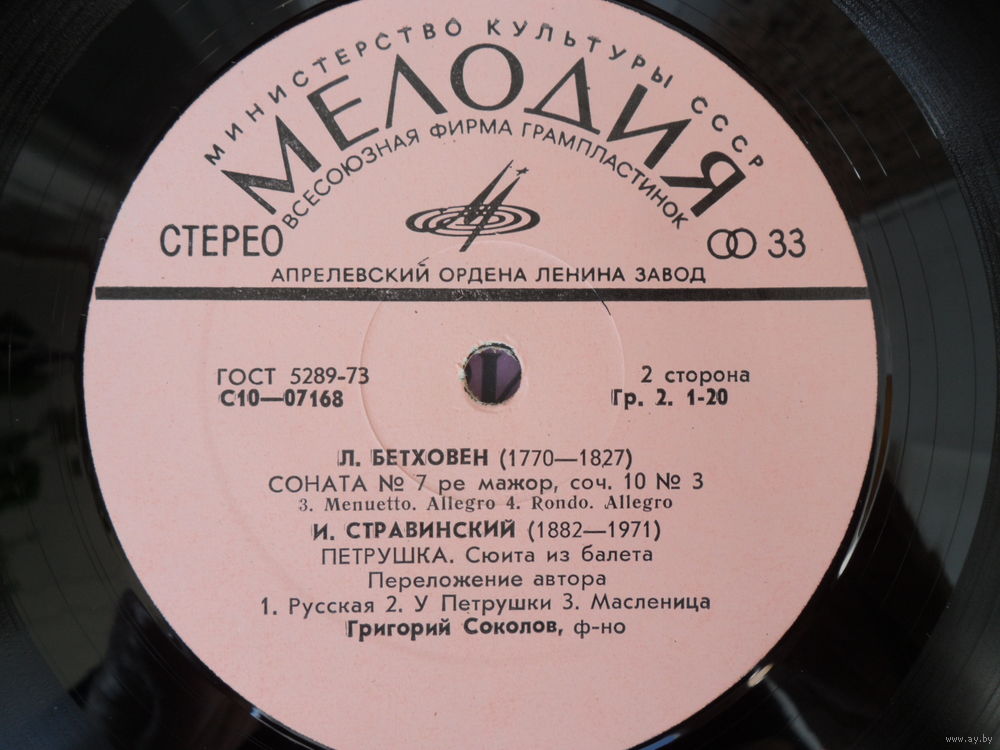 МИНИСТЕРСТВО КУЛЬТУРЫ СССР
МЕЛОДИЯ
ВСЕСОЮЗНАЯ ФИРМА ГРАМПЛАСТИНОК
СТЕРЕО
33
АПРЕЛЕВСКИЙ ОРДЕНА ЛЕНИНА ЗАВОД
ГОСТ 5289-73
С10—07168
2 сторона
Гр. 2. 1-20
Л. БЕТХОВЕН (1770—1827)
СОНАТА № 7 ре мажор, соч. 10 № 3
3. Menuetto. Allegro 4. Rondo. Allegro
И. СТРАВИНСКИЙ (1882—1971)
ПЕТРУШКА. Сюита из балета
Переложение автора
1. Русская 2. У Петрушки 3. Масленица
Григорий Соколов, ф-но
www.ay.by